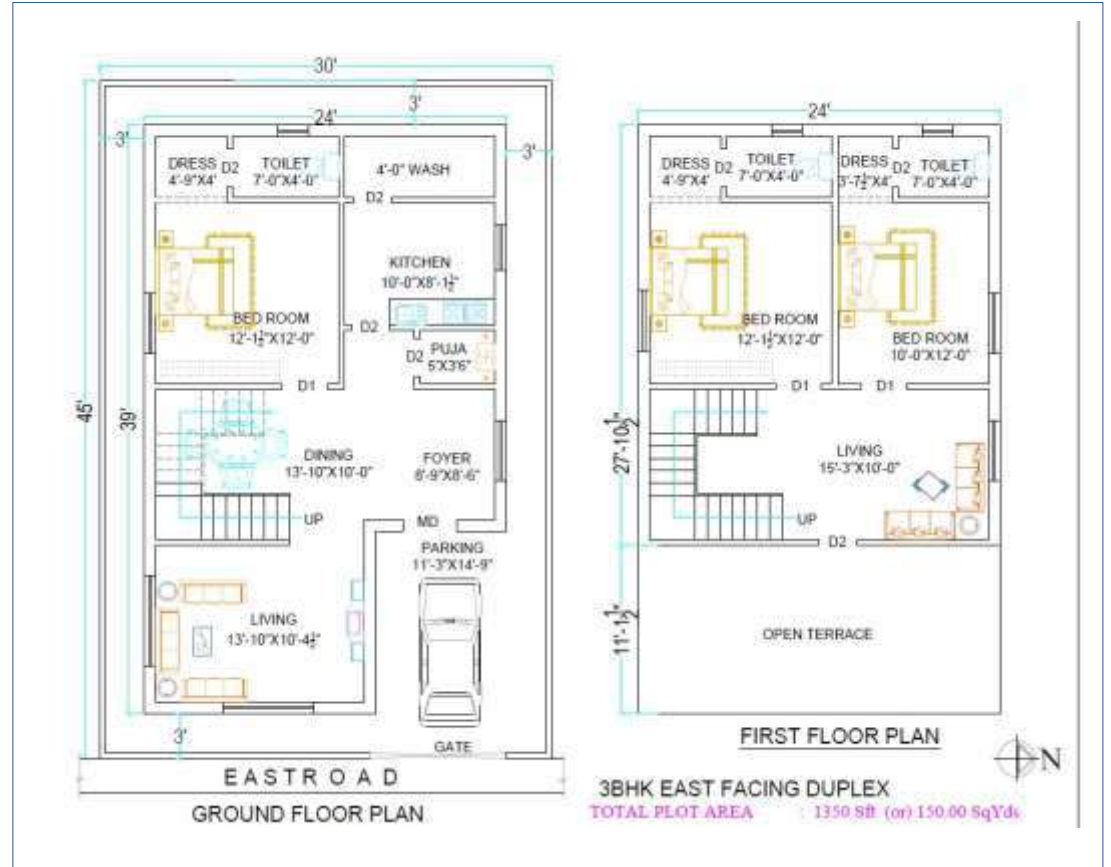 30'
3'
24'
3'
3'
DRESS
4'-9"X4'
D2
TOILET
7'-0"X4'-0"
4'-0" WASH
D2
KITCHEN
10'-0"X8'-1½"
BED ROOM
12'-1½"X12'-0"
D2
D2
PUJA
5'X3'6"
D1
45'
39'
DINING
13'-10"X10'-0"
FOYER
8'-9"X8'-6"
UP
MD
PARKING
11'-3"X14'-9"
LIVING
13'-10"X10'-4½"
3'
GATE
EAST ROAD
GROUND FLOOR PLAN
24'
DRESS
4'-9"X4'
D2
TOILET
7'-0"X4'-0"
DRESS
3'-7½"X4'
D2
TOILET
7'-0"X4'-0"
BED ROOM
12'-1½"X12'-0"
BED ROOM
10'-0"X12'-0"
D1
D1
27'-10½"
LIVING
15'-3"X10'-0"
UP
D2
11'-1½"
OPEN TERRACE
FIRST FLOOR PLAN
N
3BHK EAST FACING DUPLEX
TOTAL PLOT AREA : 1350 Sft (or) 150.00 SqYds